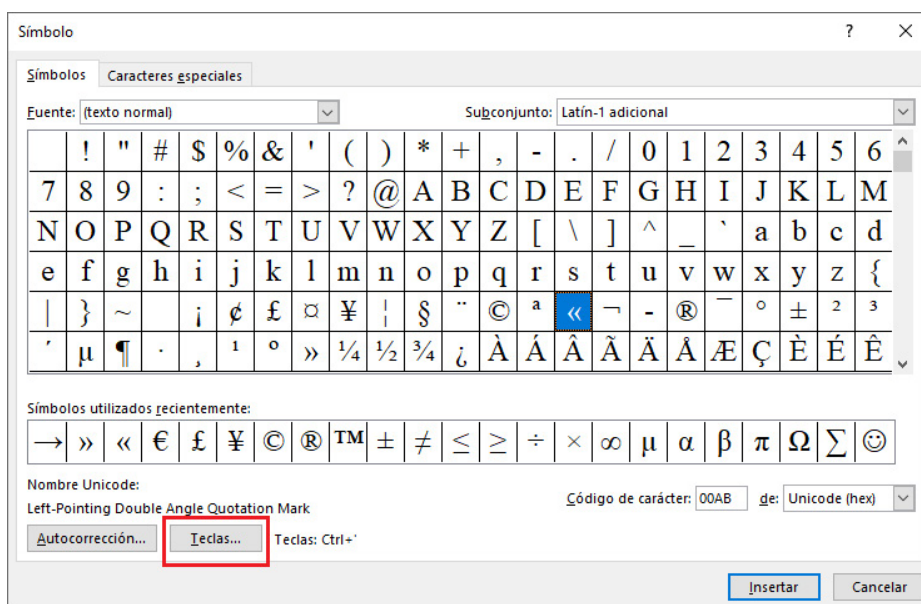 Símbolo ? ×
Símbolos Caracteres especiales
Fuente: (texto normal) Subconjunto: Latín-1 adicional
! " # $ % & ' ( ) * + , - . / 0 1 2 3 4 5 6
7 8 9 : ; < = > ? @ A B C D E F G H I J K L M
N O P Q R S T U V W X Y Z [ \ ] ^ _ ` a b c d
e f g h i j k l m n o p q r s t u v w x y z {
| } ~ ¡ ¢ £ ¤ ¥ ¦ § ¨ © ª « ¬ - ® ¯ ° ± ² ³
´ µ ¶ · ¸ ¹ º » ¼ ½ ¾ ¿ À Á Â Ã Ä Å Æ Ç È É Ê
Símbolos utilizados recientemente:
→ » « € £ ¥ © ® ™ ± ≠ ≤ ≥ ÷ × ∞ µ α β π Ω ∑ ☺
Nombre Unicode:
Left-Pointing Double Angle Quotation Mark
Código de carácter: 00AB de: Unicode (hex)
Autocorrección... Teclas... Teclas: Ctrl+'
Insertar Cancelar